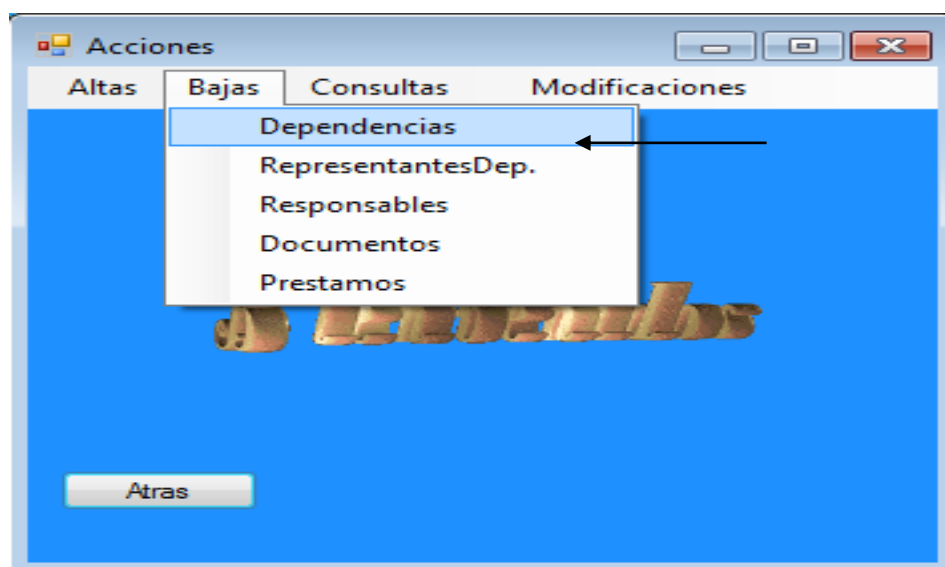 Acciones
Altas Bajas Consultas Modificaciones
Dependencias
RepresentantesDep.
Responsables
Documentos
Prestamos
Atras